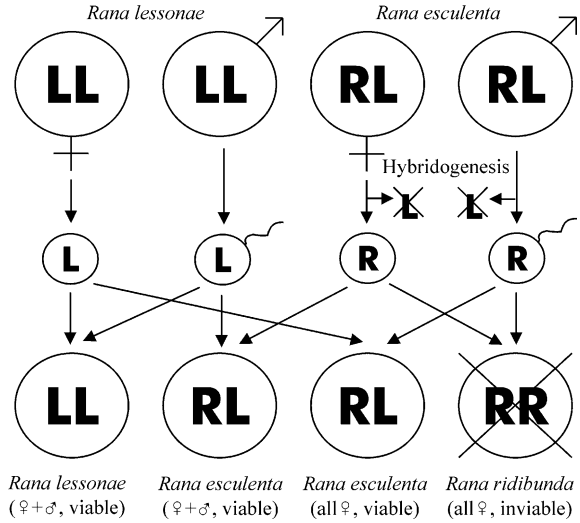 Rana lessonae Rana esculenta
LL LL RL RL
Hybridogenesis
L L
L L R R
LL RL RL RR
Rana lessonae Rana esculenta Rana esculenta Rana ridibunda
(♀+♂, viable) (♀+♂, viable) (all♀, viable) (all♀, inviable)